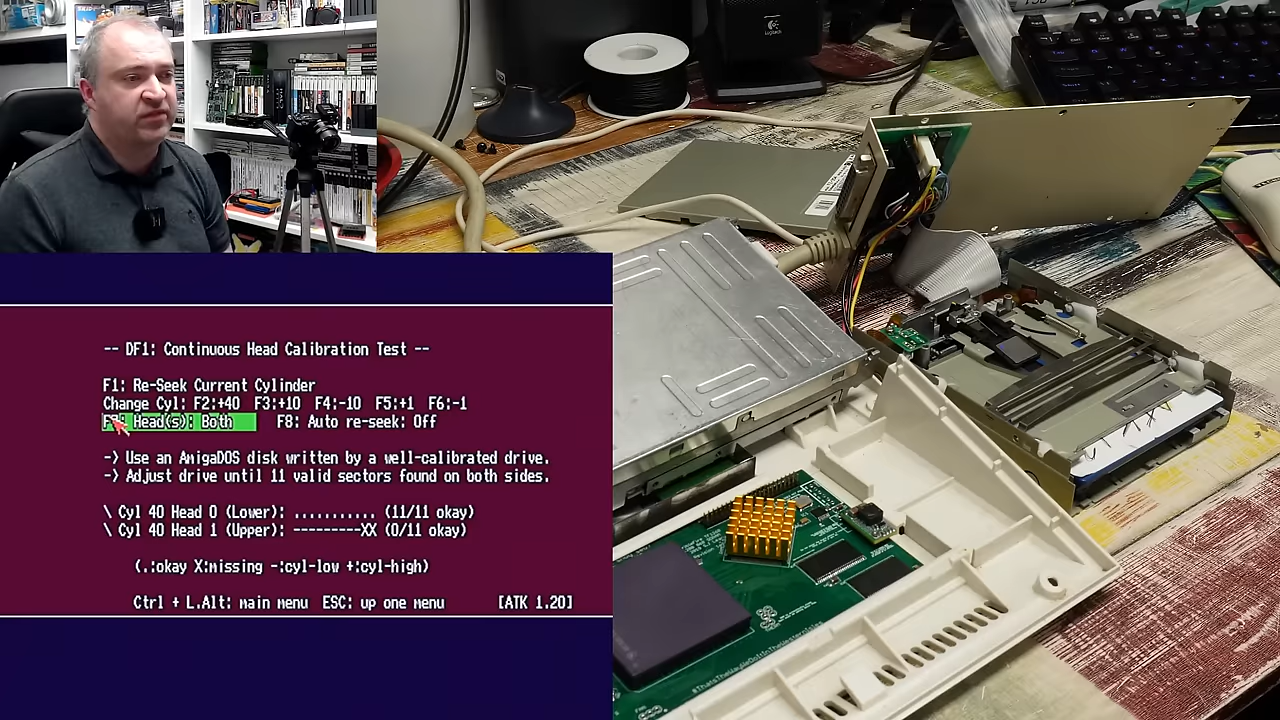 Logitech
-- DF1: Continuous Head Calibration Test --
F1: Re-Seek Current Cylinder
Change Cyl: F2:+40 F3:+10 F4:-10 F5:+1 F6:-1
Head(s): Both F8: Auto re-seek: Off
-> Use an AmigaDOS disk written by a well-calibrated drive.
-> Adjust drive until 11 valid sectors found on both sides.
\ Cyl 40 Head 0 (Lower): ........... (11/11 okay)
\ Cyl 40 Head 1 (Upper): ---------XX (0/11 okay)
(.:okay X:missing -:cyl-low +:cyl-high)
Ctrl + L.Alt: main menu ESC: up one menu [ATK 1.20]